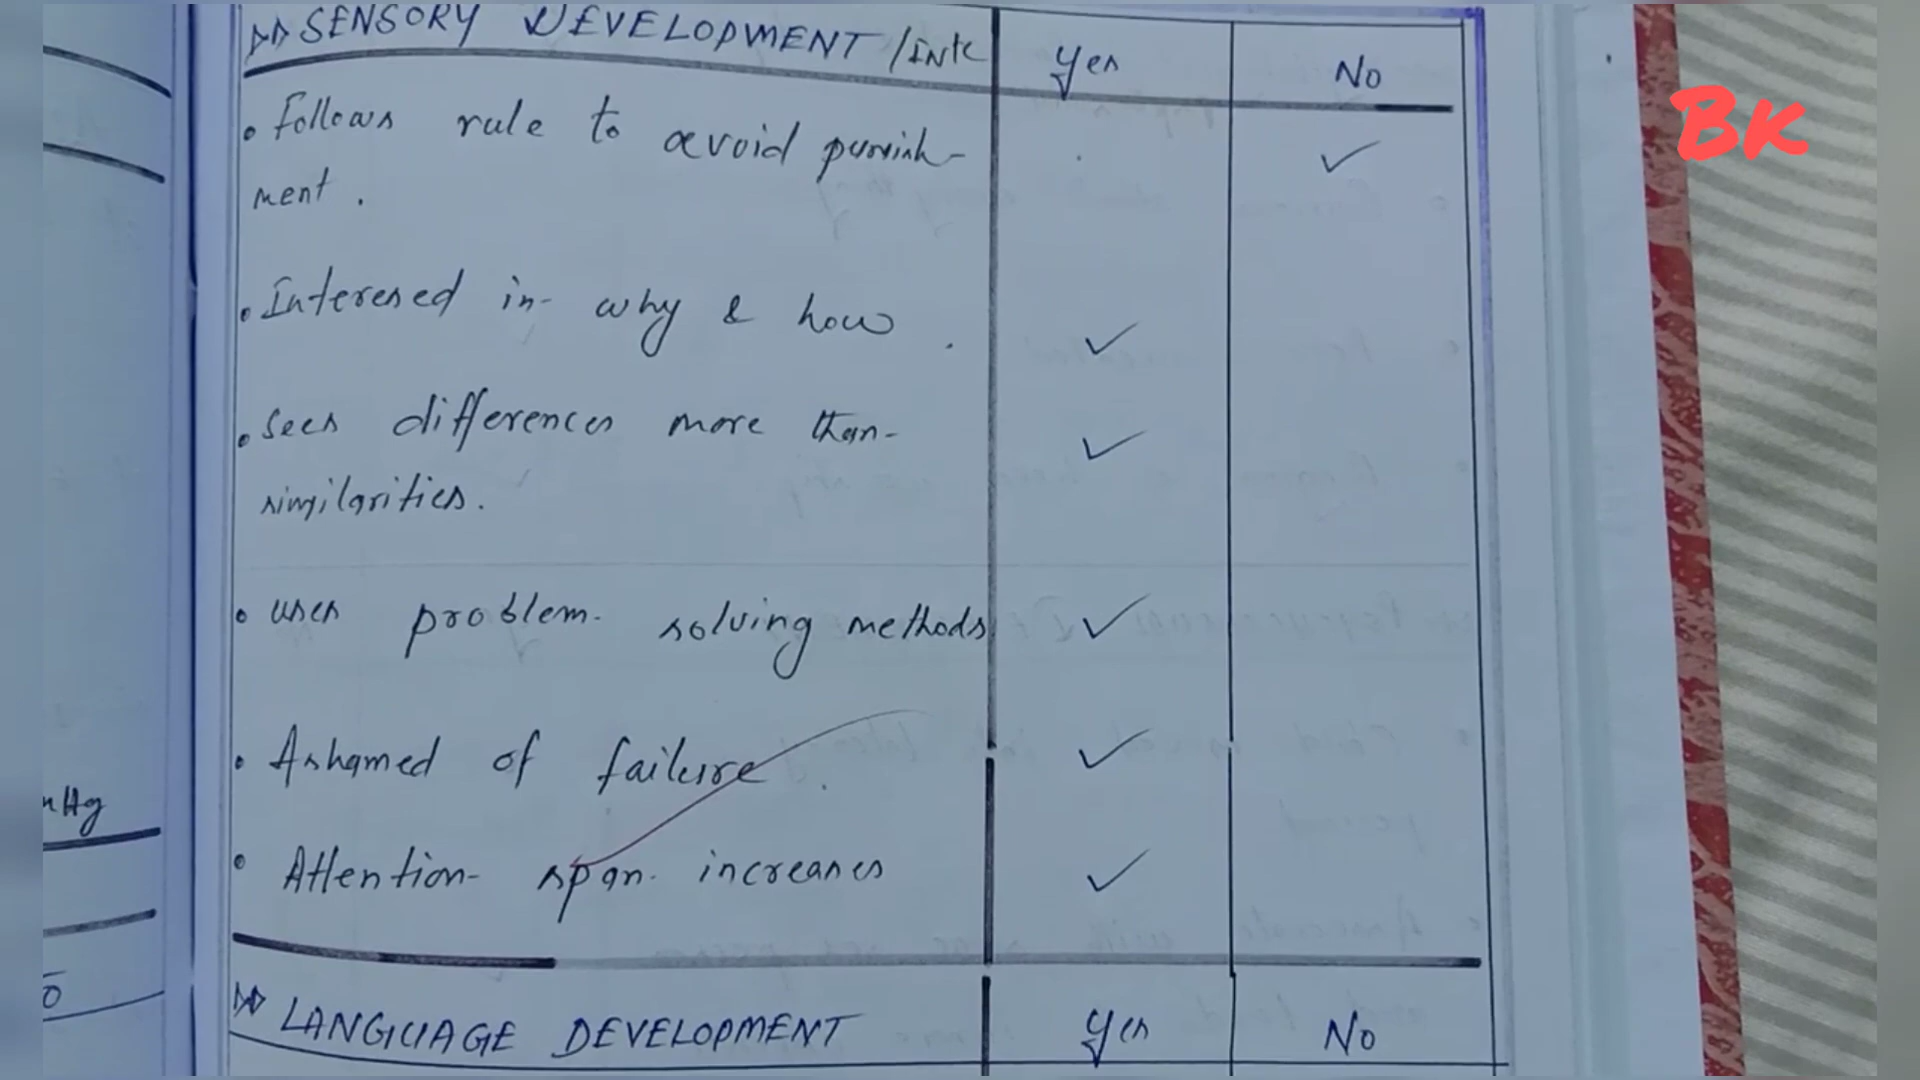 SENSORY DEVELOPMENT / INTE Yes No
BK
• Follows rule to avoid punish-
ment.
• Interesed in why & how.
• Sees differences more than
similarities.
• uses problem solving methods
• Ashamed of failure.
• Attention span increases
mHg
LANGUAGE DEVELOPMENT Yes No